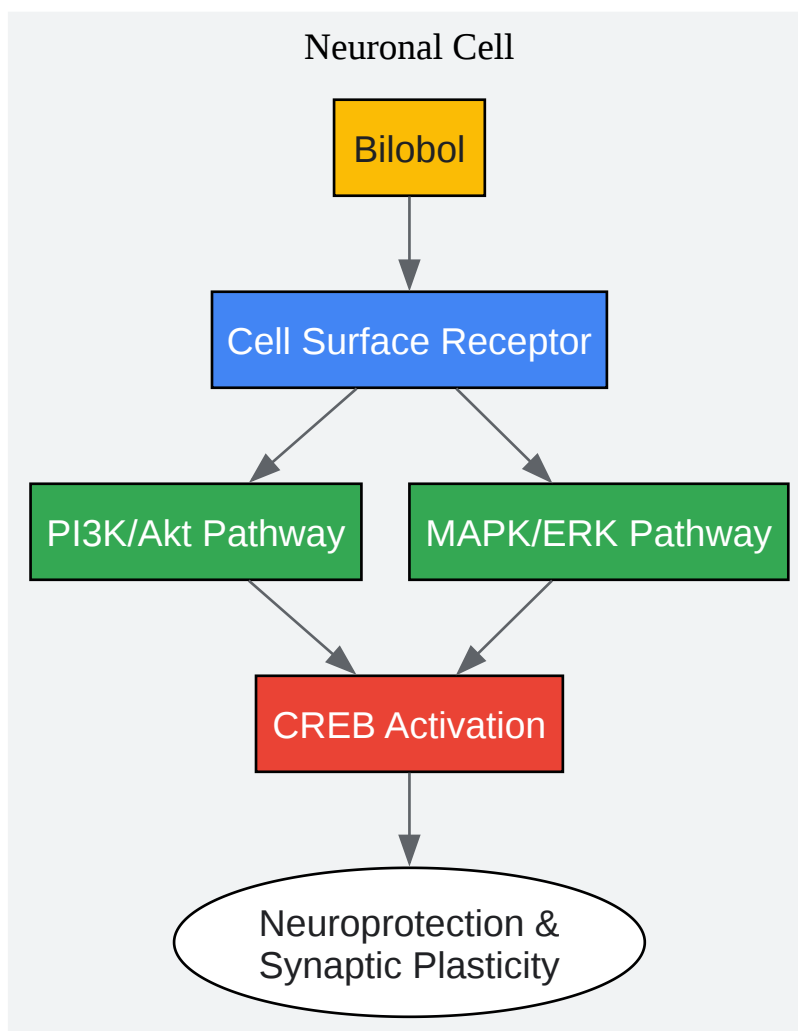 Neuronal Cell
Bilobol
Cell Surface Receptor
PI3K/Akt Pathway
MAPK/ERK Pathway
CREB Activation
Neuroprotection &
Synaptic Plasticity